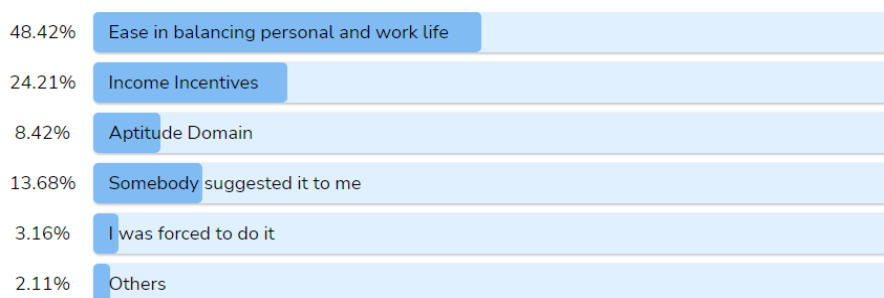 48.42% Ease in balancing personal and work life
24.21% Income Incentives
8.42% Aptitude Domain
13.68% Somebody suggested it to me
3.16% I was forced to do it
2.11% Others